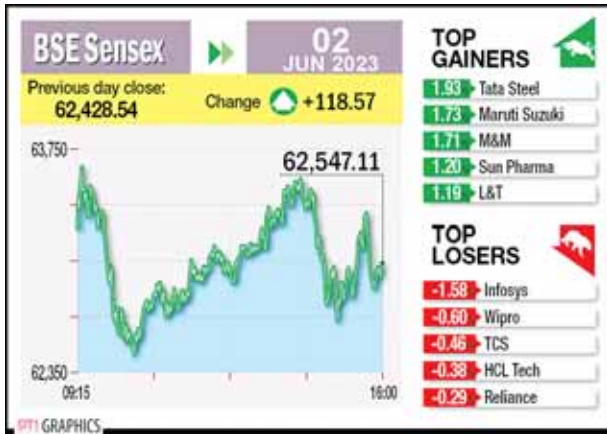 BSE Sensex
02
JUN 2023
Previous day close:
62,428.54
Change
+118.57
63,750
62,547.11
62,350
09:15
16:00
PTI GRAPHICS
TOP
GAINERS
1.93 Tata Steel
1.73 Maruti Suzuki
1.71 M&M
1.20 Sun Pharma
1.19 L&T
TOP
LOSERS
-1.58 Infosys
-0.60 Wipro
-0.46 TCS
-0.38 HCL Tech
-0.29 Reliance